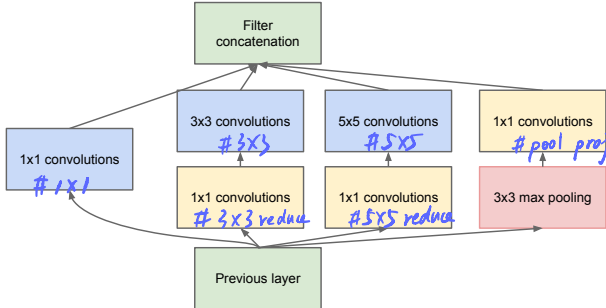 Filter
concatenation
3x3 convolutions
#3x3
5x5 convolutions
#5x5
1x1 convolutions
# pool proj
1x1 convolutions
# 1x1
1x1 convolutions
# 3x3 reduce
1x1 convolutions
#5x5 reduce
3x3 max pooling
Previous layer